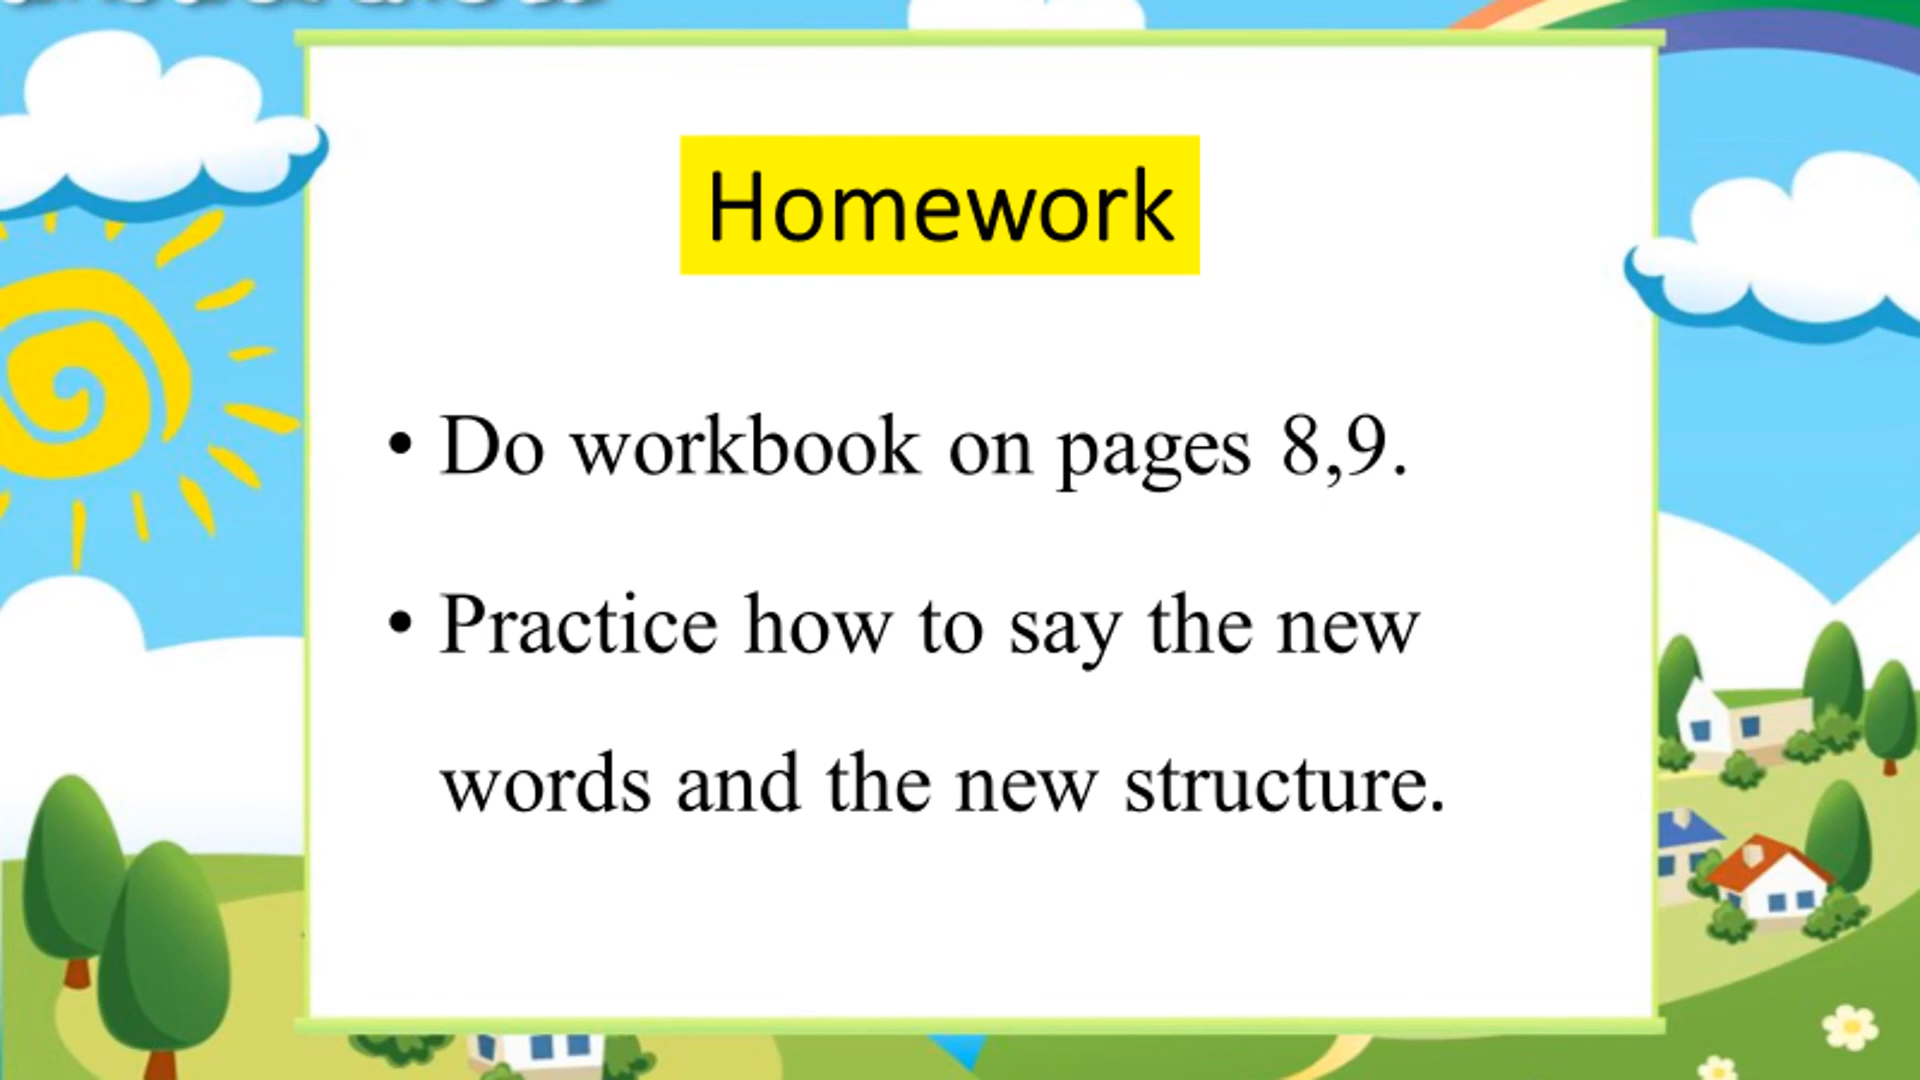 Homework
• Do workbook on pages 8,9.
• Practice how to say the new
words and the new structure.